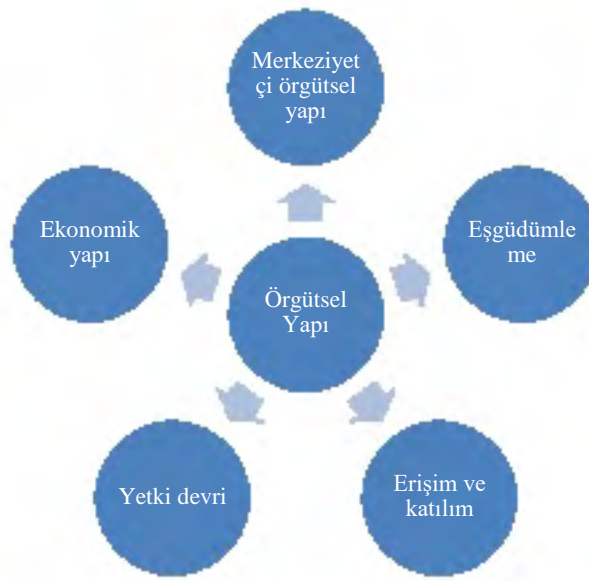 Merkeziyet
çi örgütsel
yapı
Ekonomik
yapı
Eşgüdümle
me
Örgütsel
Yapı
Yetki devri
Erişim ve
katılım